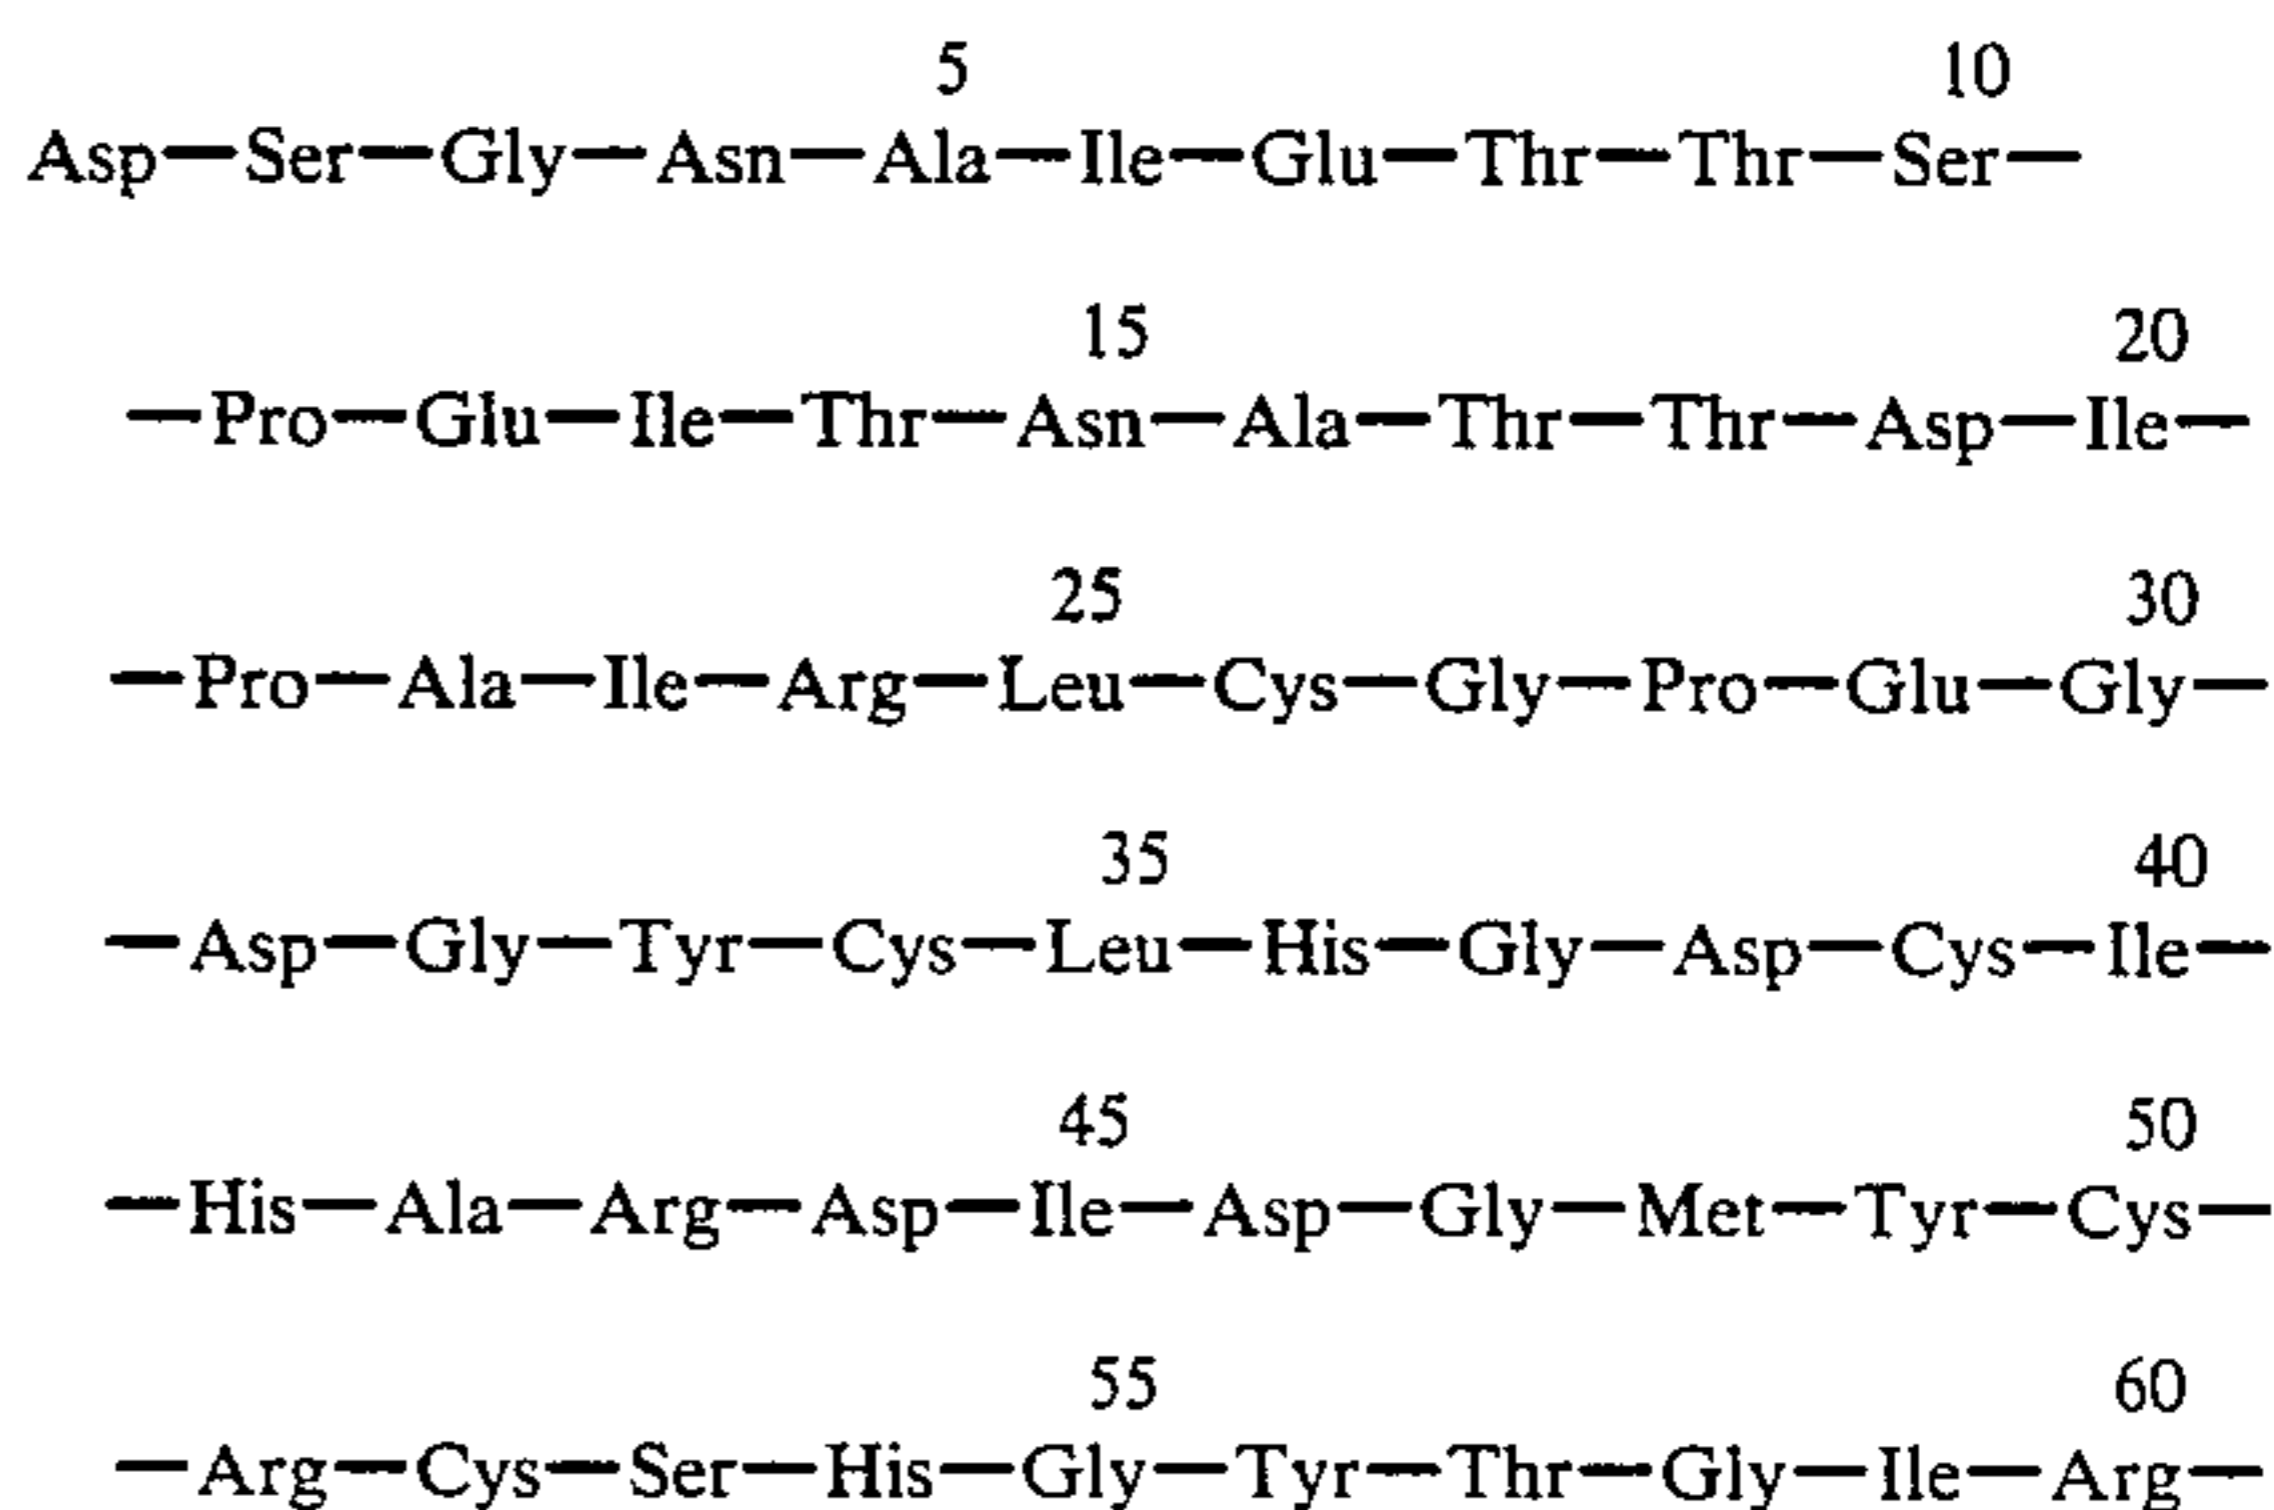 5 10
Asp—Ser—Gly—Asn—Ala—Ile—Glu—Thr—Thr—Ser—
15 20
—Pro—Glu—Ile—Thr—Asn—Ala—Thr—Thr—Asp—Ile—
25 30
—Pro—Ala—Ile—Arg—Leu—Cys—Gly—Pro—Glu—Gly—
35 40
—Asp—Gly—Tyr—Cys—Leu—His—Gly—Asp—Cys—Ile—
45 50
—His—Ala—Arg—Asp—Ile—Asp—Gly—Met—Tyr—Cys—
55 60
—Arg—Cys—Ser—His—Gly—Tyr—Thr—Gly—Ile—Arg—